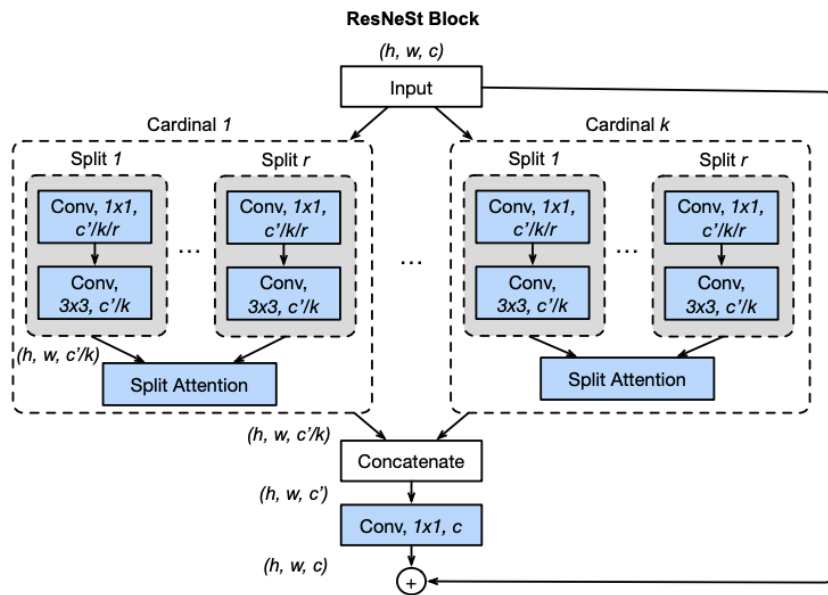 ResNeSt Block
(h, w, c)
Input
Cardinal 1
Cardinal k
Split 1
Split r
Split 1
Split r
Conv, 1x1,
c'/k/r
Conv, 1x1,
c'/k/r
Conv, 1x1,
c'/k/r
Conv, 1x1,
c'/k/r
...
...
...
Conv,
3x3, c'/k
Conv,
3x3, c'/k
Conv,
3x3, c'/k
Conv,
3x3, c'/k
(h, w, c'/k)
Split Attention
Split Attention
(h, w, c'/k)
Concatenate
(h, w, c')
Conv, 1x1, c
(h, w, c)
+